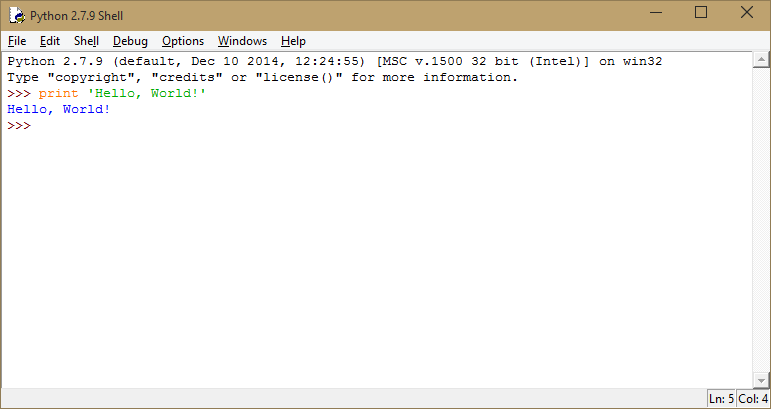 Python 2.7.9 Shell
File Edit Shell Debug Options Windows Help
Python 2.7.9 (default, Dec 10 2014, 12:24:55) [MSC v.1500 32 bit (Intel)] on win32
Type "copyright", "credits" or "license()" for more information.
>>> print 'Hello, World!'
Hello, World!
>>>
Ln: 5 Col: 4